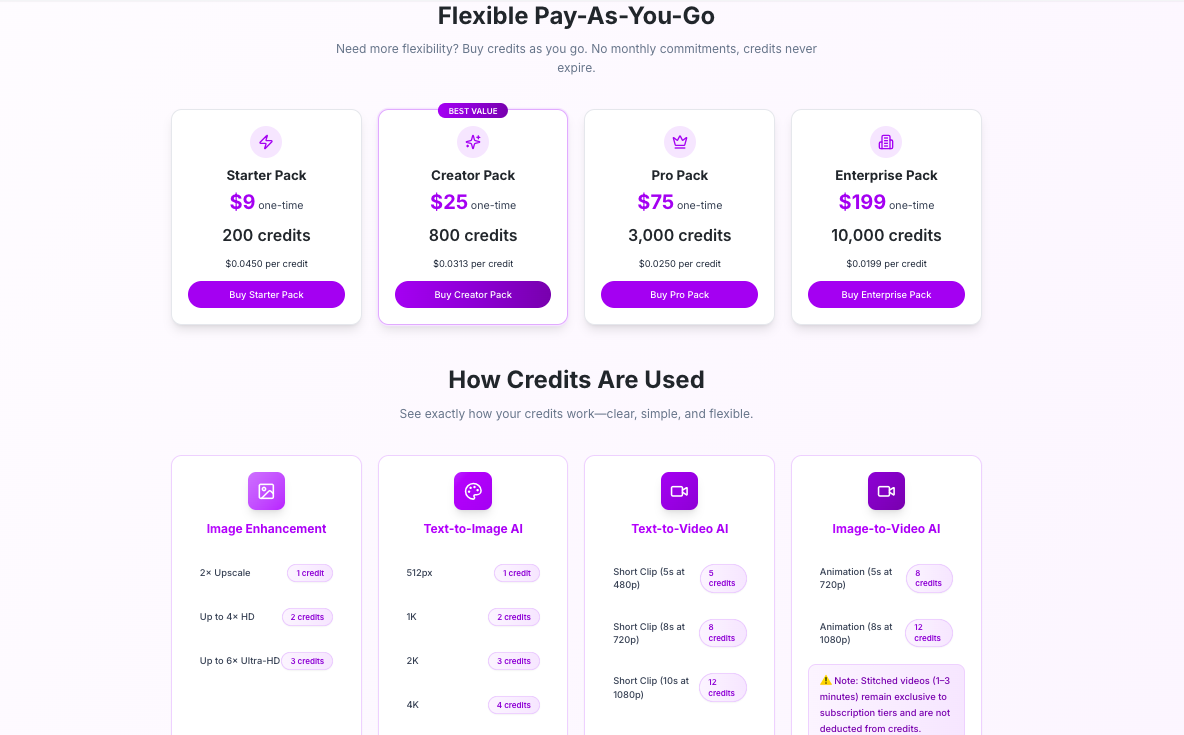 Flexible Pay-As-You-Go
Need more flexibility? Buy credits as you go. No monthly commitments, credits never
expire.
BEST VALUE
Starter Pack
$9 one-time
200 credits
$0.0450 per credit
Buy Starter Pack
Creator Pack
$25 one-time
800 credits
$0.0313 per credit
Buy Creator Pack
Pro Pack
$75 one-time
3,000 credits
$0.0250 per credit
Buy Pro Pack
Enterprise Pack
$199 one-time
10,000 credits
$0.0199 per credit
Buy Enterprise Pack
How Credits Are Used
See exactly how your credits work—clear, simple, and flexible.
Image Enhancement
2× Upscale 1 credit
Up to 4× HD 2 credits
Up to 6× Ultra-HD 3 credits
Text-to-Image AI
512px 1 credit
1K 2 credits
2K 3 credits
4K 4 credits
Text-to-Video AI
Short Clip (5s at
480p)
5
credits
Short Clip (8s at
720p)
8
credits
Short Clip (10s at
1080p)
12
credits
Image-to-Video AI
Animation (5s at
720p)
8
credits
Animation (8s at
1080p)
12
credits
⚠️ Note: Stitched videos (1–3
minutes) remain exclusive to
subscription tiers and are not
deducted from credits.